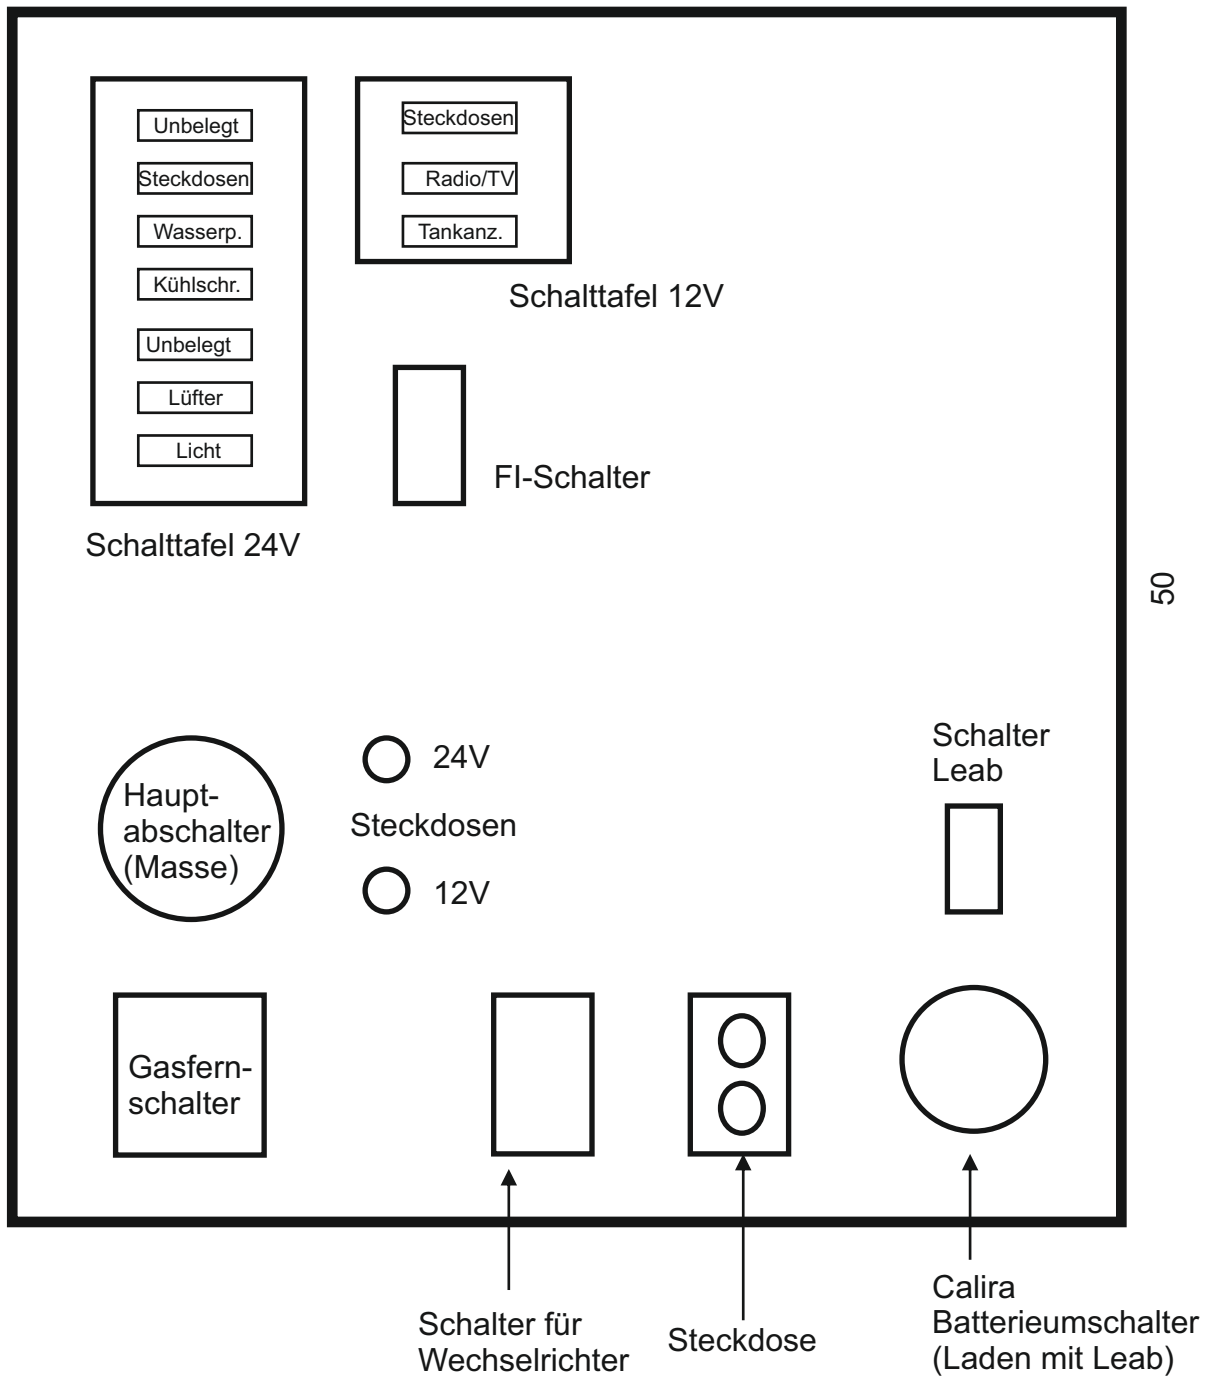 Unbelegt
Steckdosen
Wasserp.
Kühlschr.
Unbelegt
Lüfter
Licht
Schalttafel 24V
Steckdosen
Radio/TV
Tankanz.
Schalttafel 12V
FI-Schalter
50
Haupt-
abschalter
(Masse)
24V
Steckdosen
12V
Schalter
Leab
Gasfern-
schalter
Schalter für
Wechselrichter
Steckdose
Calira
Batterieumschalter
(Laden mit Leab)